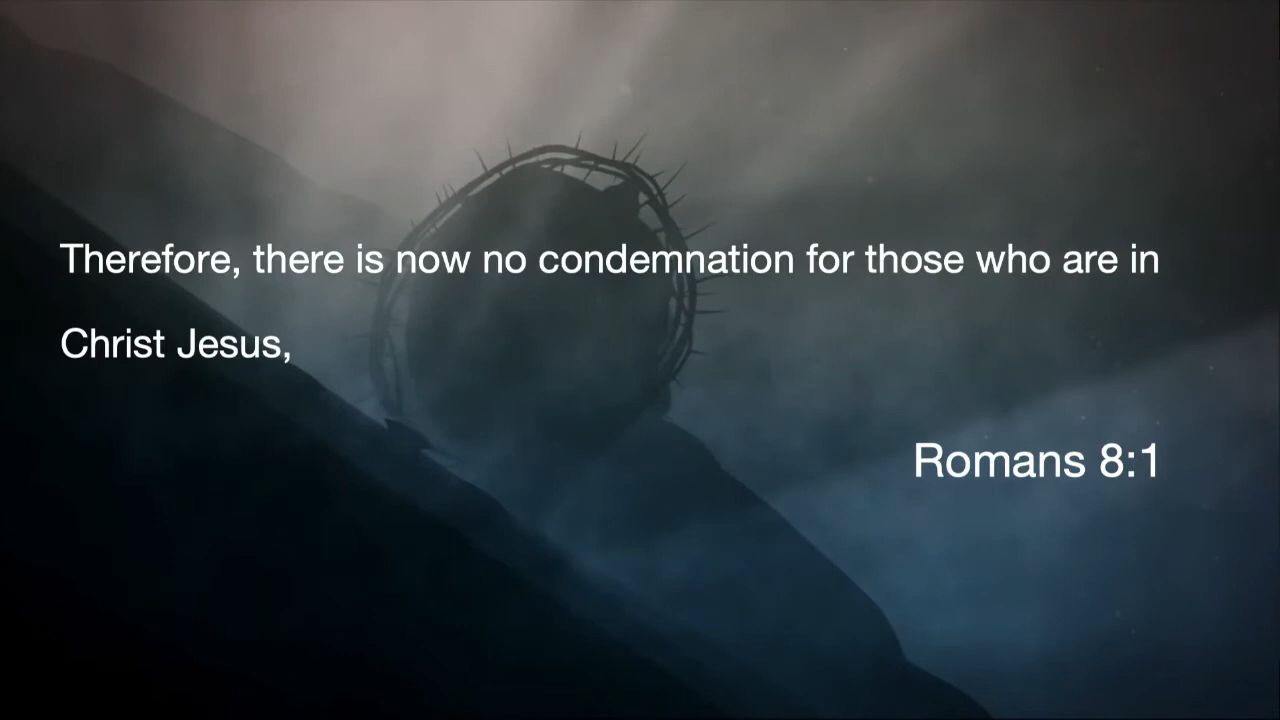 Therefore, there is now no condemnation for those who are in
Christ Jesus,
Romans 8:1